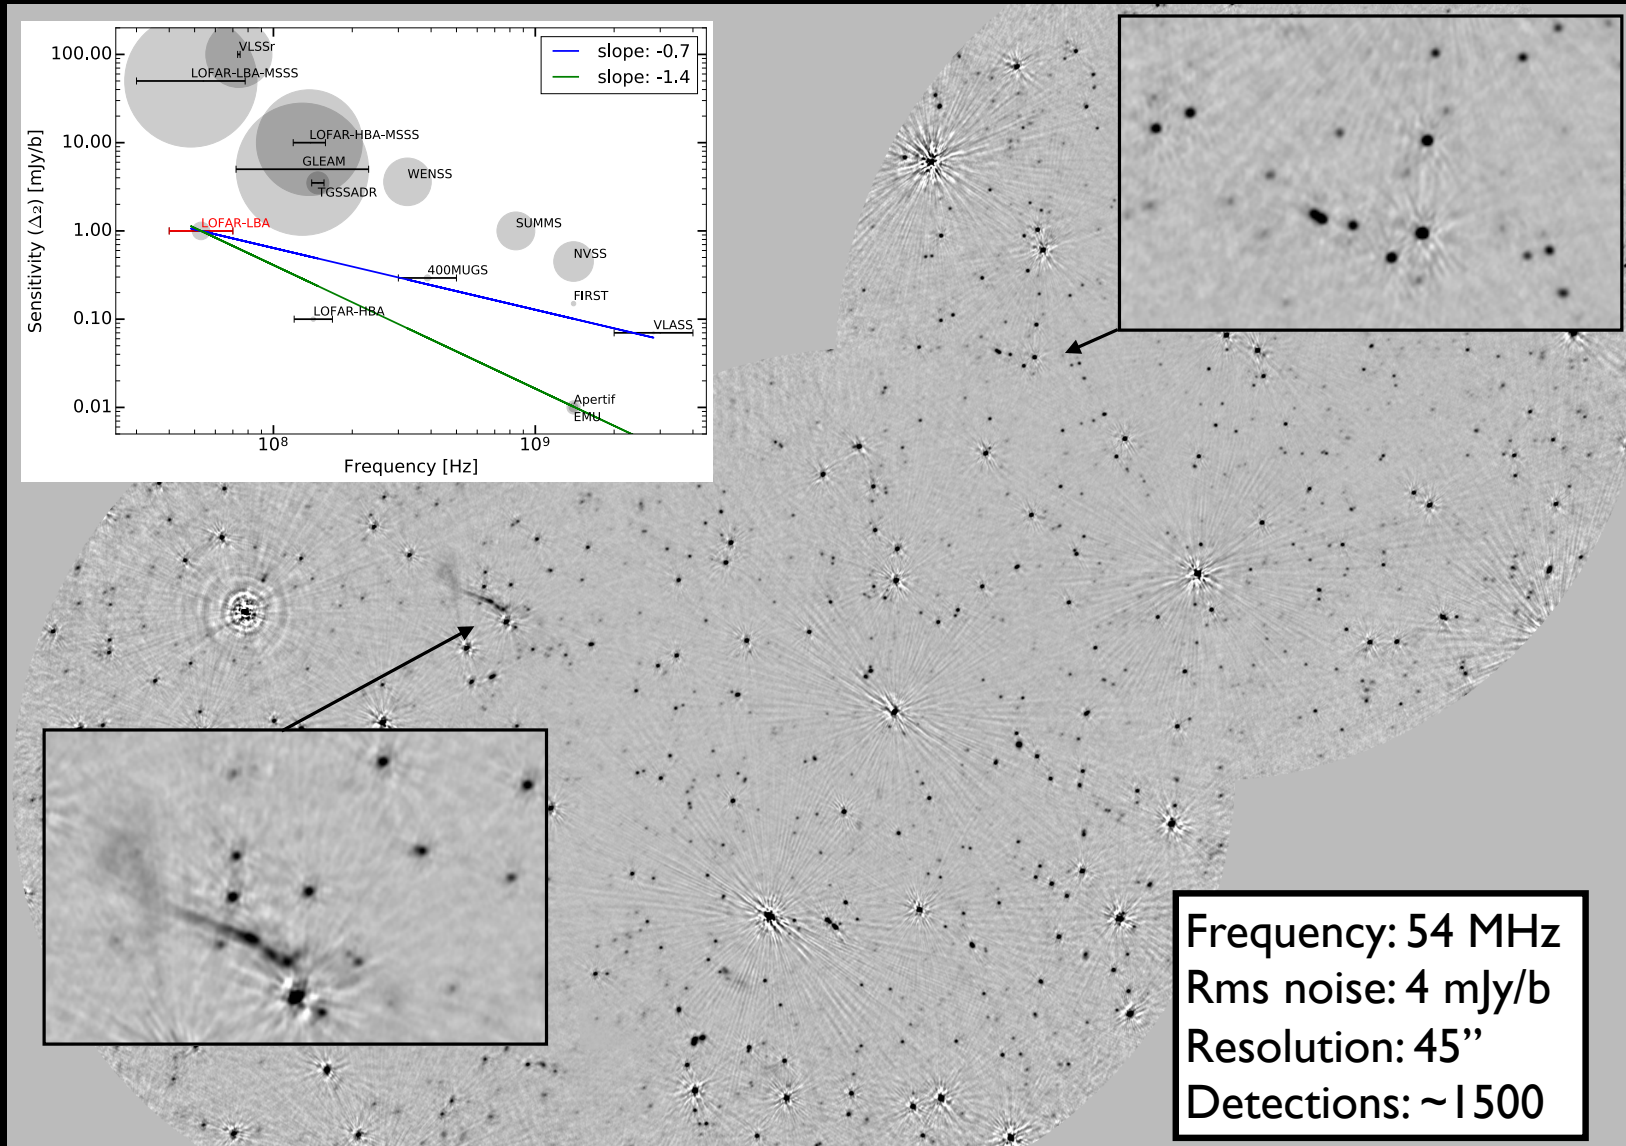 100.00
10.00
1.00
0.10
0.01
Sensitivity (Δ₂) [mJy/b]
VLSSr
LOFAR-LBA-MSSS
LOFAR-HBA-MSSS
GLEAM
TGSSADR
WENSS
LOFAR-LBA
SUMMS
NVSS
400MUGS
FIRST
LOFAR-HBA
VLASS
Apertif
EMU
slope: -0.7
slope: -1.4
10⁸
10⁹
Frequency [Hz]
Frequency: 54 MHz
Rms noise: 4 mJy/b
Resolution: 45”
Detections: ~1500